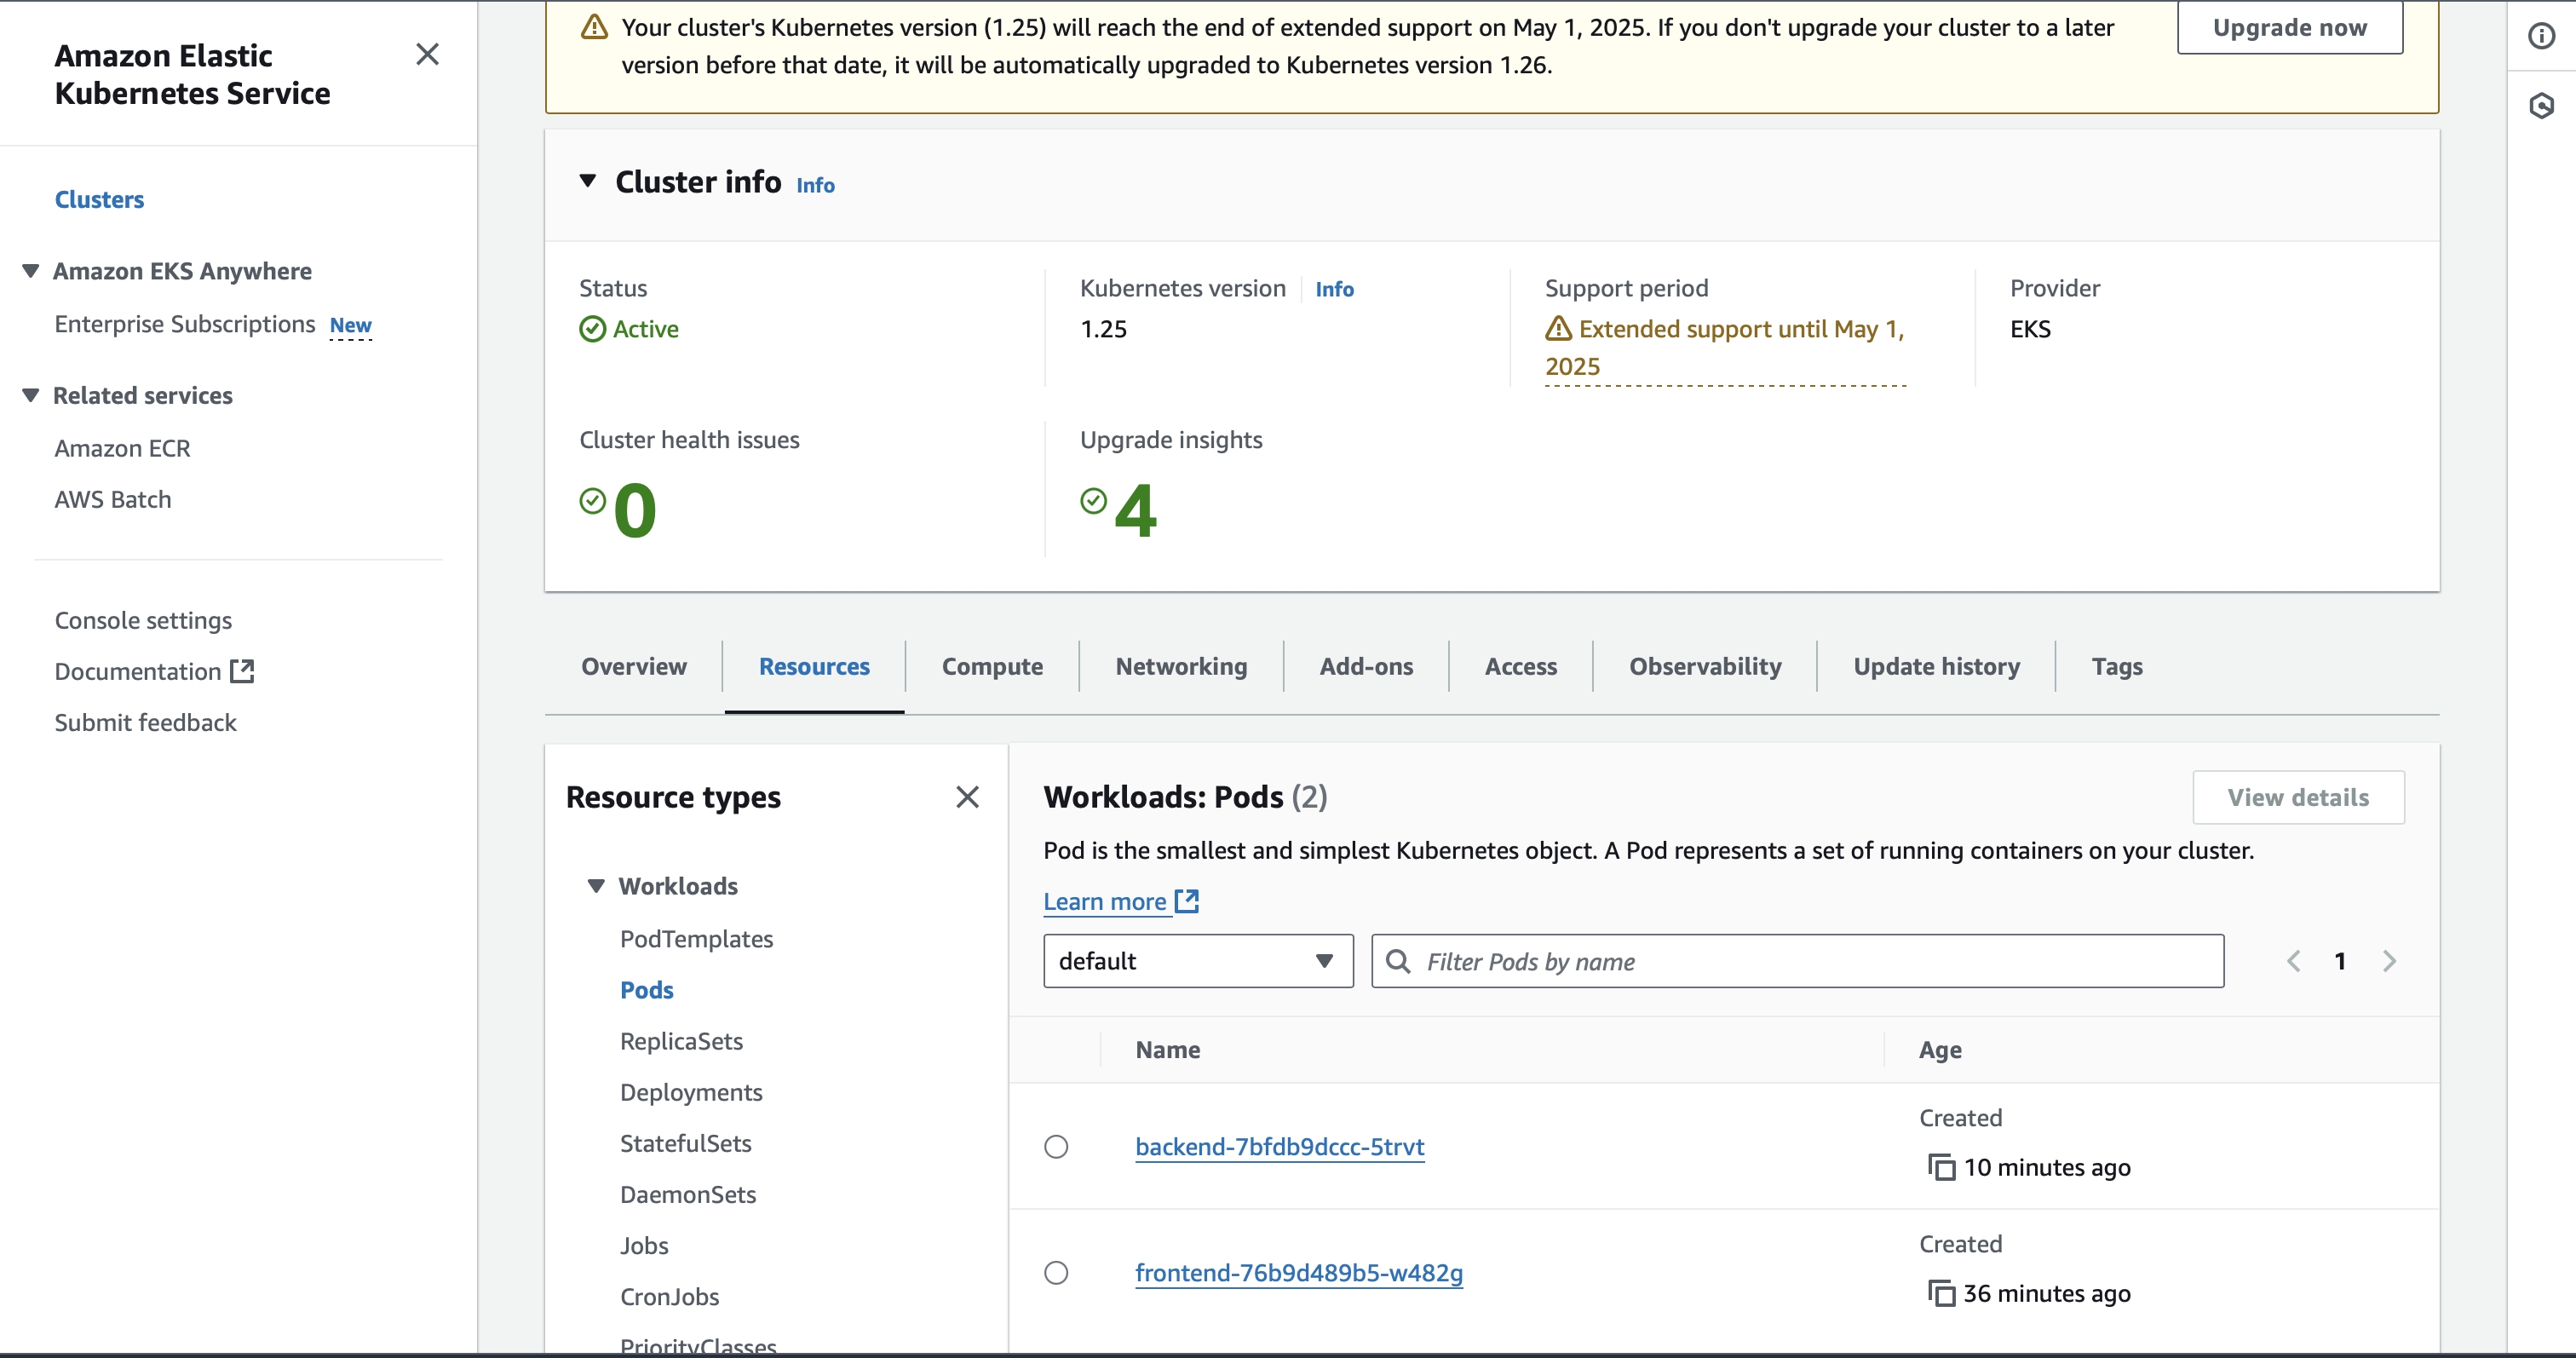 Amazon Elastic
Kubernetes Service
Clusters
Amazon EKS Anywhere
Enterprise Subscriptions New
Related services
Amazon ECR
AWS Batch
Console settings
Documentation
Submit feedback
Your cluster's Kubernetes version (1.25) will reach the end of extended support on May 1, 2025. If you don't upgrade your cluster to a later
version before that date, it will be automatically upgraded to Kubernetes version 1.26.
Upgrade now
Cluster info Info
Status
Active
Kubernetes version Info
1.25
Support period
Extended support until May 1,
2025
Provider
EKS
Cluster health issues
0
Upgrade insights
4
Overview Resources Compute Networking Add-ons Access Observability Update history Tags
Resource types
Workloads
PodTemplates
Pods
ReplicaSets
Deployments
StatefulSets
DaemonSets
Jobs
CronJobs
PriorityClasses
Workloads: Pods (2)
View details
Pod is the smallest and simplest Kubernetes object. A Pod represents a set of running containers on your cluster.
Learn more
default
Filter Pods by name
1
Name Age
backend-7bfdb9dccc-5trvt
Created
10 minutes ago
frontend-76b9d489b5-w482g
Created
36 minutes ago